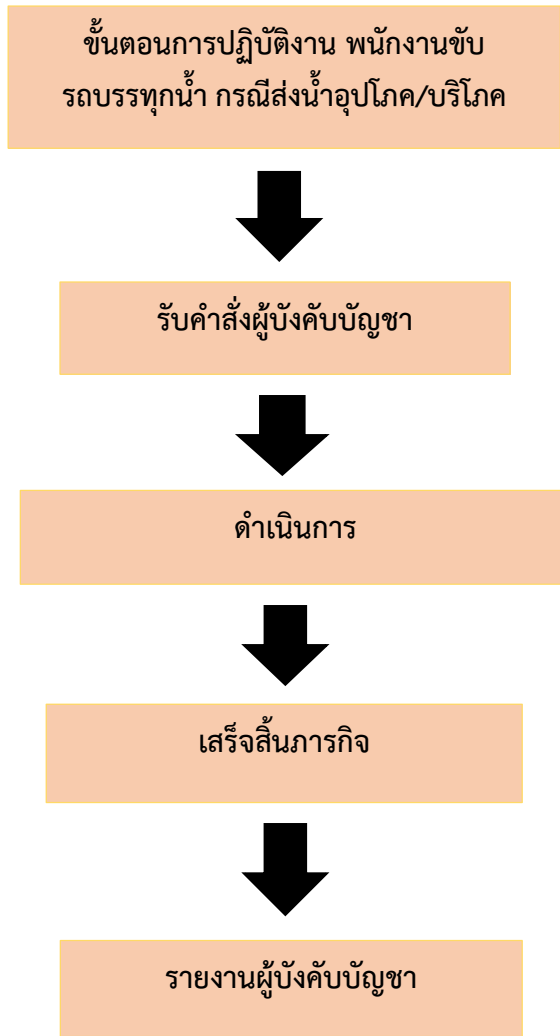 ขั้นตอนการปฏิบัติงาน พนักงานขับ
รถบรรทุกน้ำ กรณีส่งน้ำอุปโภค/บริโภค
รับคำสั่งผู้บังคับบัญชา
ดำเนินการ
เสร็จสิ้นภารกิจ
รายงานผู้บังคับบัญชา